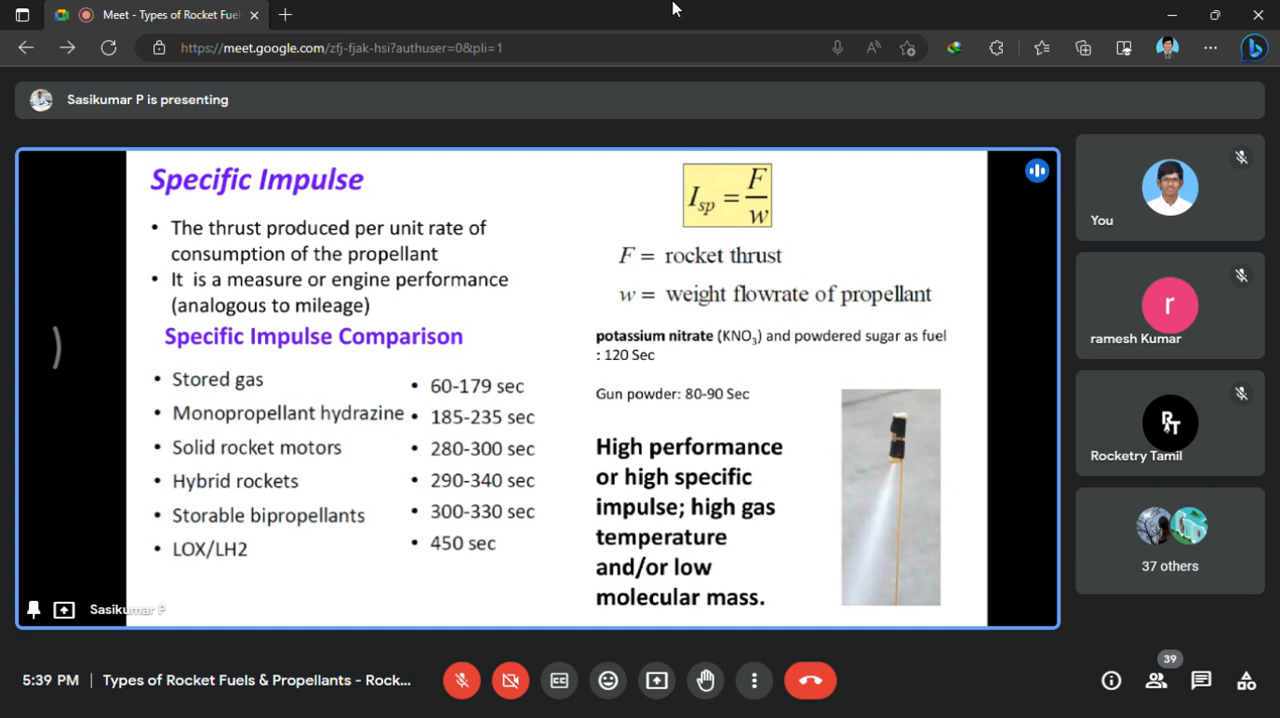 Meet - Types of Rocket Fuel
https://meet.google.com/zfj-fjak-hsi?authuser=0&pli=1
Sasikumar P is presenting
Specific Impulse
• The thrust produced per unit rate of
consumption of the propellant
• It is a measure or engine performance
(analogous to mileage)
Specific Impulse Comparison
• Stored gas • 60-179 sec
• Monopropellant hydrazine • 185-235 sec
• Solid rocket motors • 280-300 sec
• Hybrid rockets • 290-340 sec
• Storable bipropellants • 300-330 sec
• LOX/LH2 • 450 sec
Isp = F/w
F = rocket thrust
w = weight flowrate of propellant
potassium nitrate (KNO3) and powdered sugar as fuel
: 120 Sec
Gun powder: 80-90 Sec
High performance
or high specific
impulse; high gas
temperature
and/or low
molecular mass.
Sasikumar P
You
r
ramesh Kumar
RT
Rocketry Tamil
37 others
5:39 PM | Types of Rocket Fuels & Propellants - Rock...
39